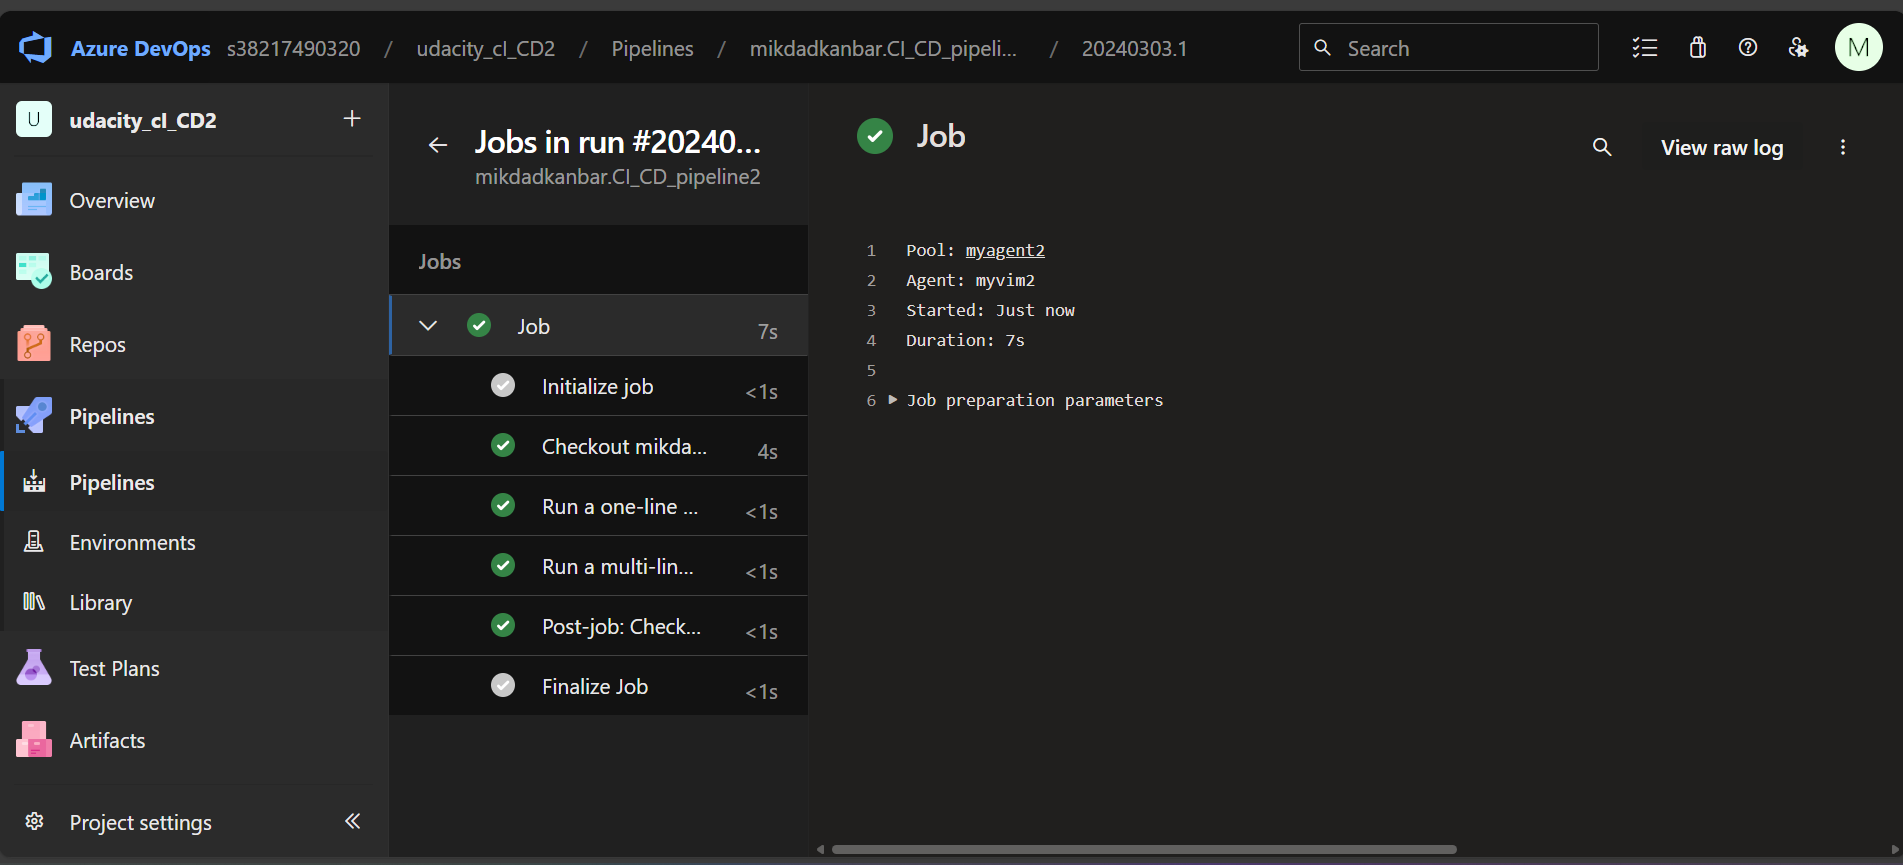 Azure DevOps s38217490320 / udacity_cI_CD2 / Pipelines / mikdadkanbar.CI_CD_pipeli... / 20240303.1
Search
M
U udacity_cI_CD2
Overview
Boards
Repos
Pipelines
Pipelines
Environments
Library
Test Plans
Artifacts
Project settings
Jobs in run #20240...
mikdadkanbar.CI_CD_pipeline2
Jobs
Job 7s
Initialize job <1s
Checkout mikda... 4s
Run a one-line ... <1s
Run a multi-lin... <1s
Post-job: Check... <1s
Finalize Job <1s
Job
View raw log
1 Pool: myagent2
2 Agent: myvim2
3 Started: Just now
4 Duration: 7s
5
6 Job preparation parameters